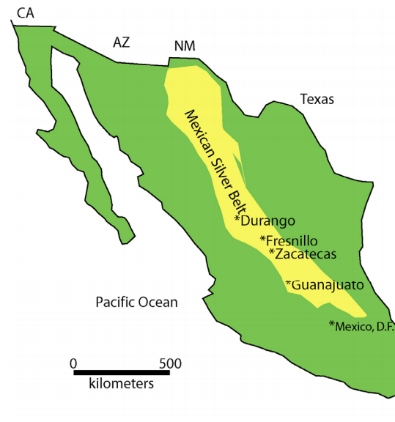 CA
AZ
NM
Texas
Mexican Silver Belt
*Durango
*Fresnillo
*Zacatecas
*Guanajuato
Pacific Ocean
*Mexico, D.F.
0 500
kilometers